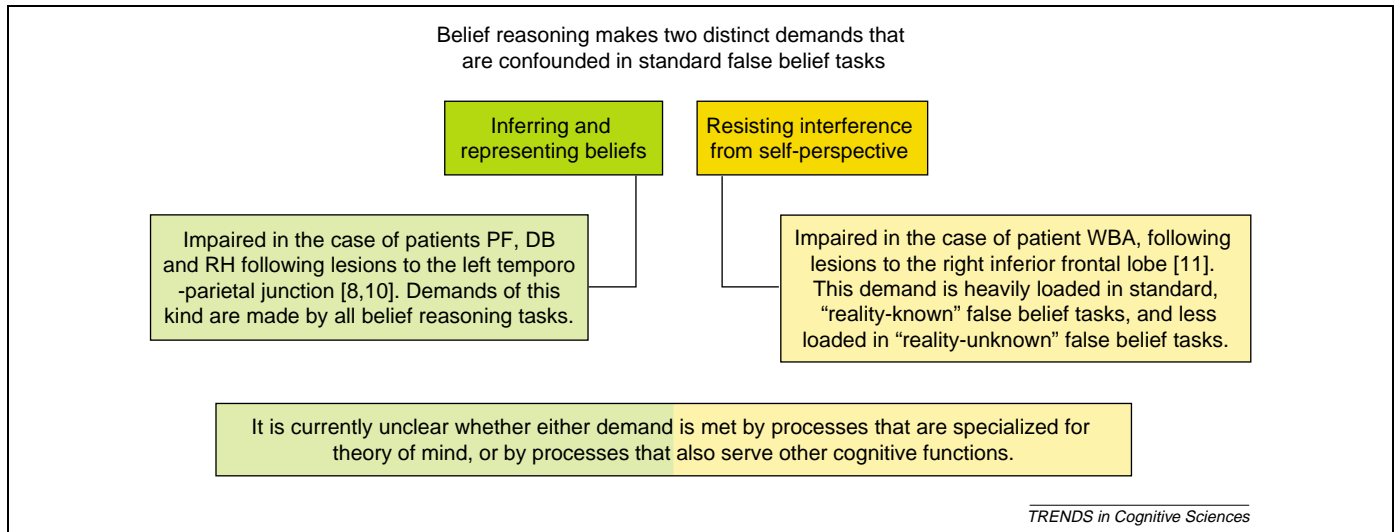 Belief reasoning makes two distinct demands that
are confounded in standard false belief tasks
Inferring and
representing beliefs
Resisting interference
from self-perspective
Impaired in the case of patients PF, DB
and RH following lesions to the left temporo
-parietal junction [8,10]. Demands of this
kind are made by all belief reasoning tasks.
Impaired in the case of patient WBA, following
lesions to the right inferior frontal lobe [11].
This demand is heavily loaded in standard,
“reality-known” false belief tasks, and less
loaded in “reality-unknown” false belief tasks.
It is currently unclear whether either demand is met by processes that are specialized for
theory of mind, or by processes that also serve other cognitive functions.
TRENDS in Cognitive Sciences